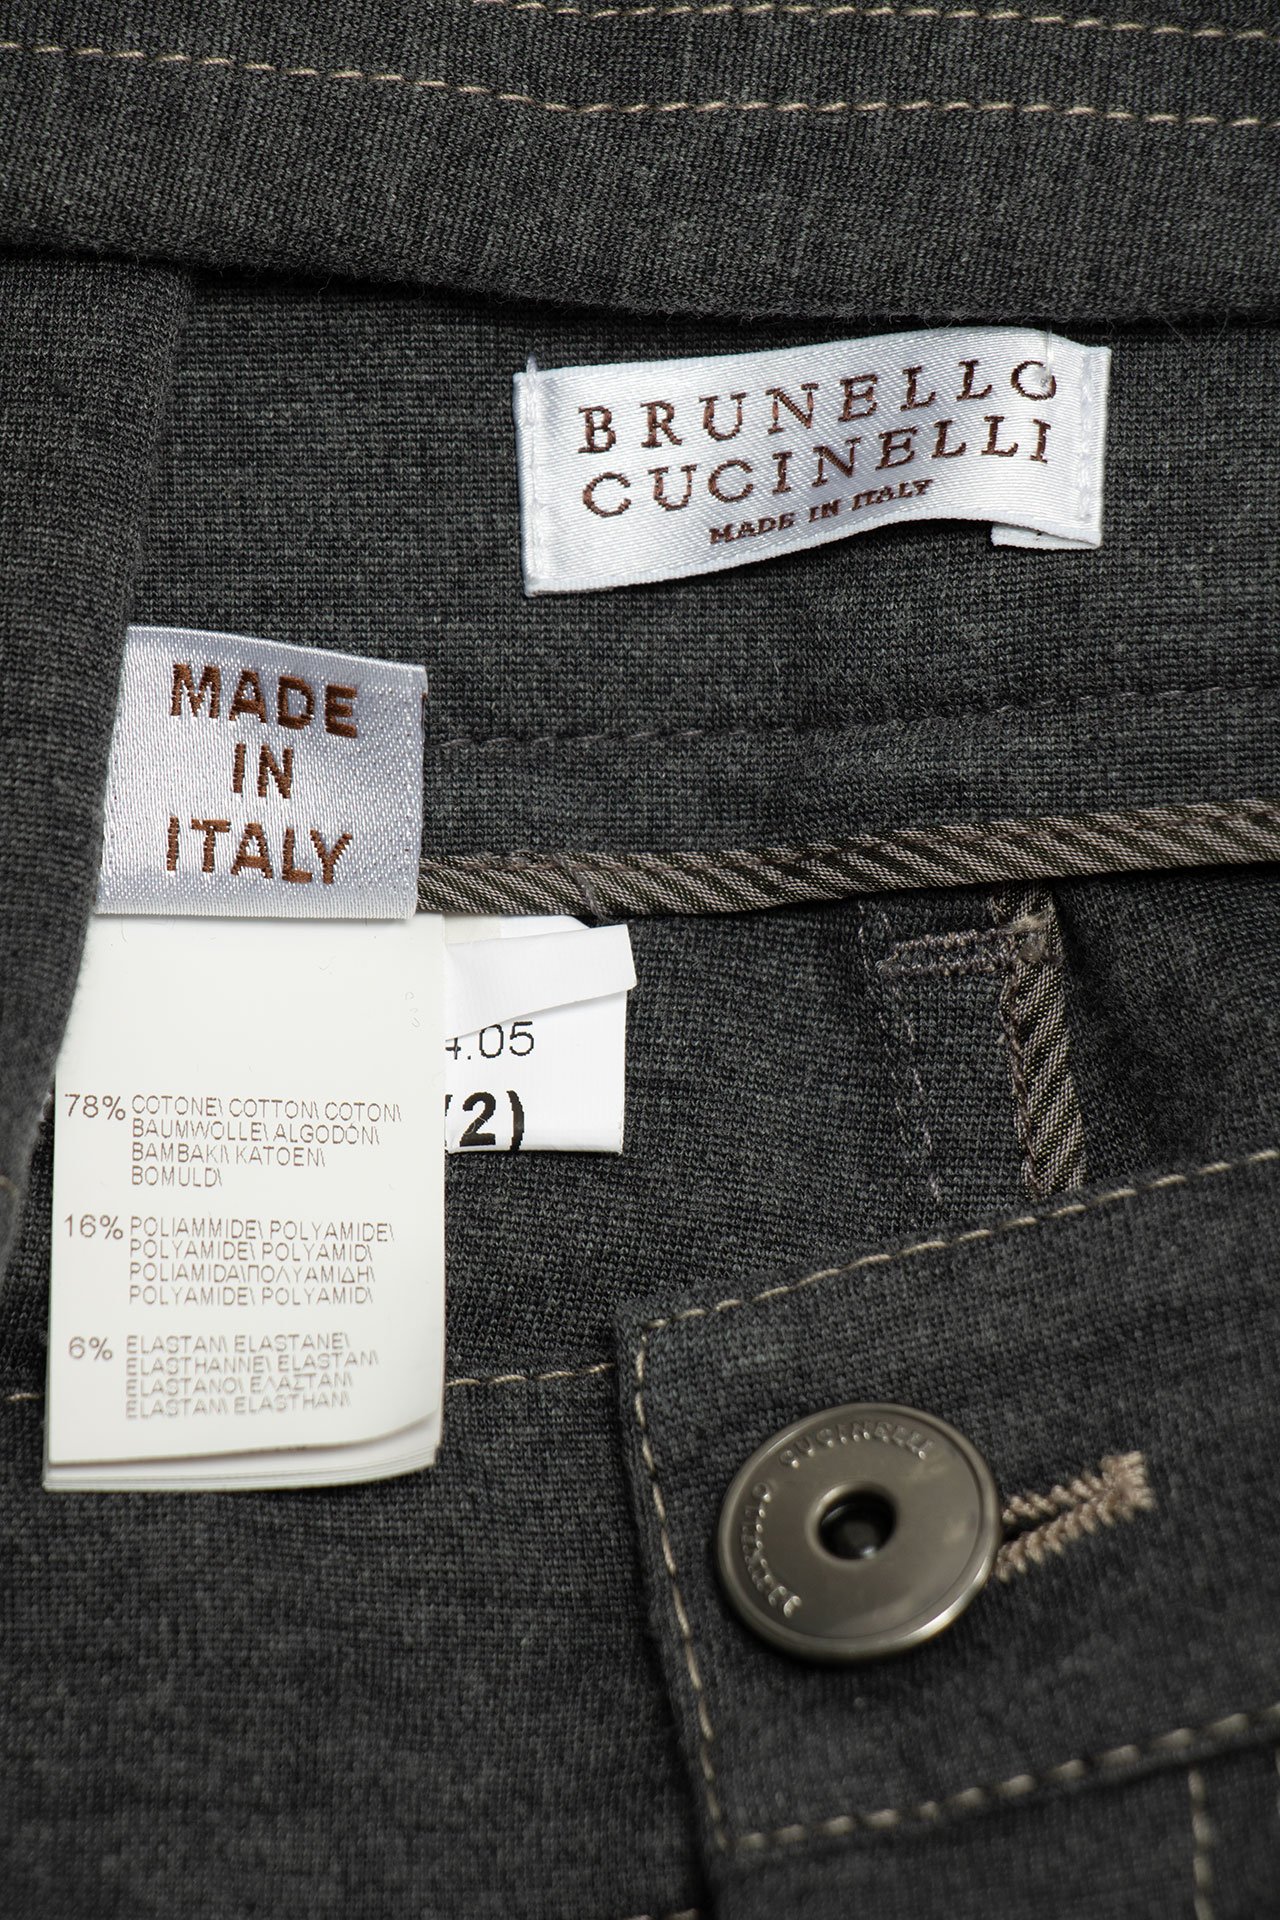 BRUNELLO
CUCINELLI
MADE IN ITALY
MADE
IN
ITALY
4.05
(2)
78% COTONE\ COTTON\ COTON\
BAUMWOLLE\ ALGODÓN\
BAMBAKI\ KATOEN\
BOMULD\
16% POLIAMMIDE\ POLYAMIDE\
POLYAMIDE\ POLYAMID\
POLIAMIDA\ΠΟΛΥΑΜΙΔΗ\
POLYAMIDE\ POLYAMID\
6% ELASTAN\ ELASTANE\
ELASTHANNE\ ELASTAN\
ELASTANO\ ΕΛΑΣΤΑΝ\
ELASTAN\ ELASTHAN\
BRUNELLO CUCINELLI